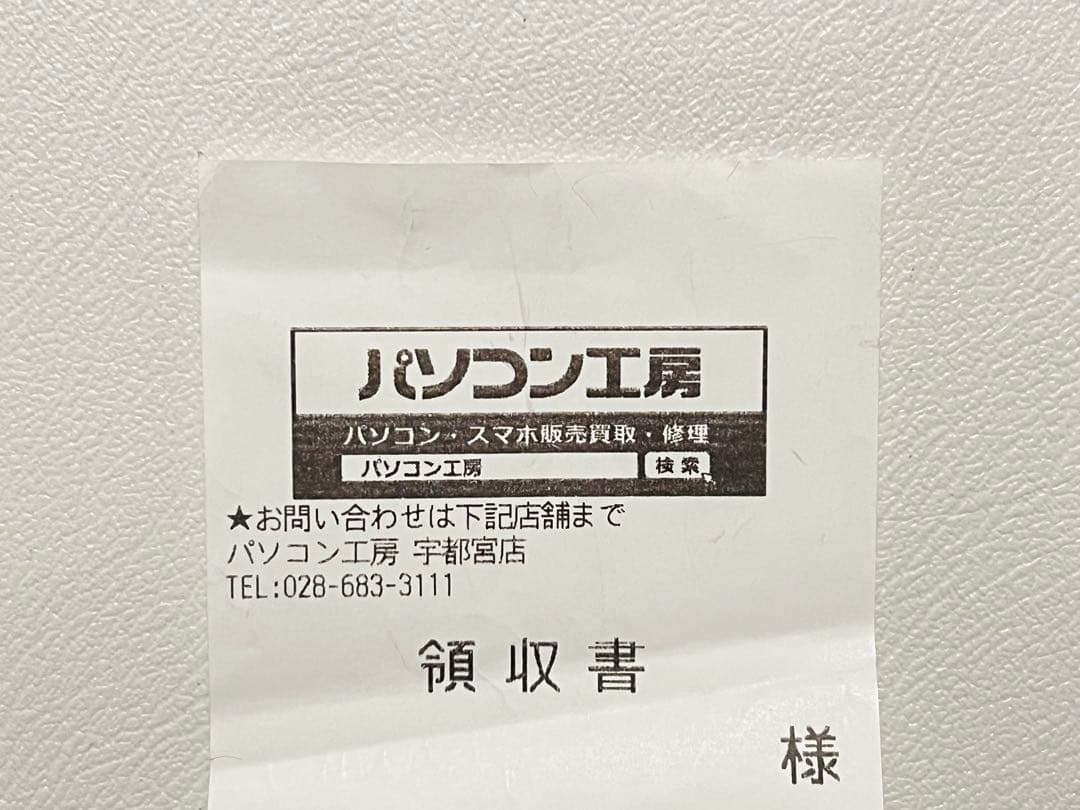 パソコン工房
パソコン・スマホ販売買取・修理
パソコン工房 検索
★お問い合わせは下記店舗まで
パソコン工房 宇都宮店
TEL:028-683-3111
領収書
様